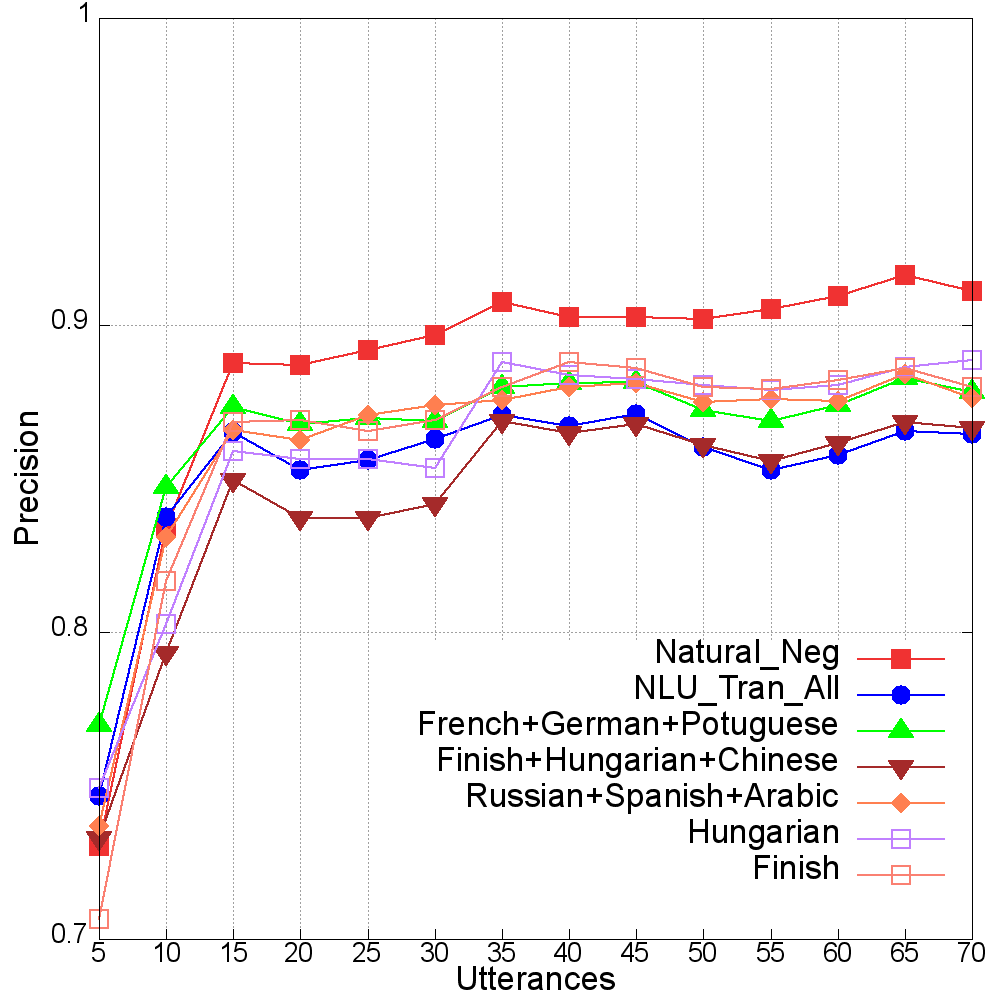 1
0.9
0.8
0.7
Precision
Natural_Neg
NLU_Tran_All
French+German+Potuguese
Finish+Hungarian+Chinese
Russian+Spanish+Arabic
Hungarian
Finish
5 10 15 20 25 30 35 40 45 50 55 60 65 70
Utterances